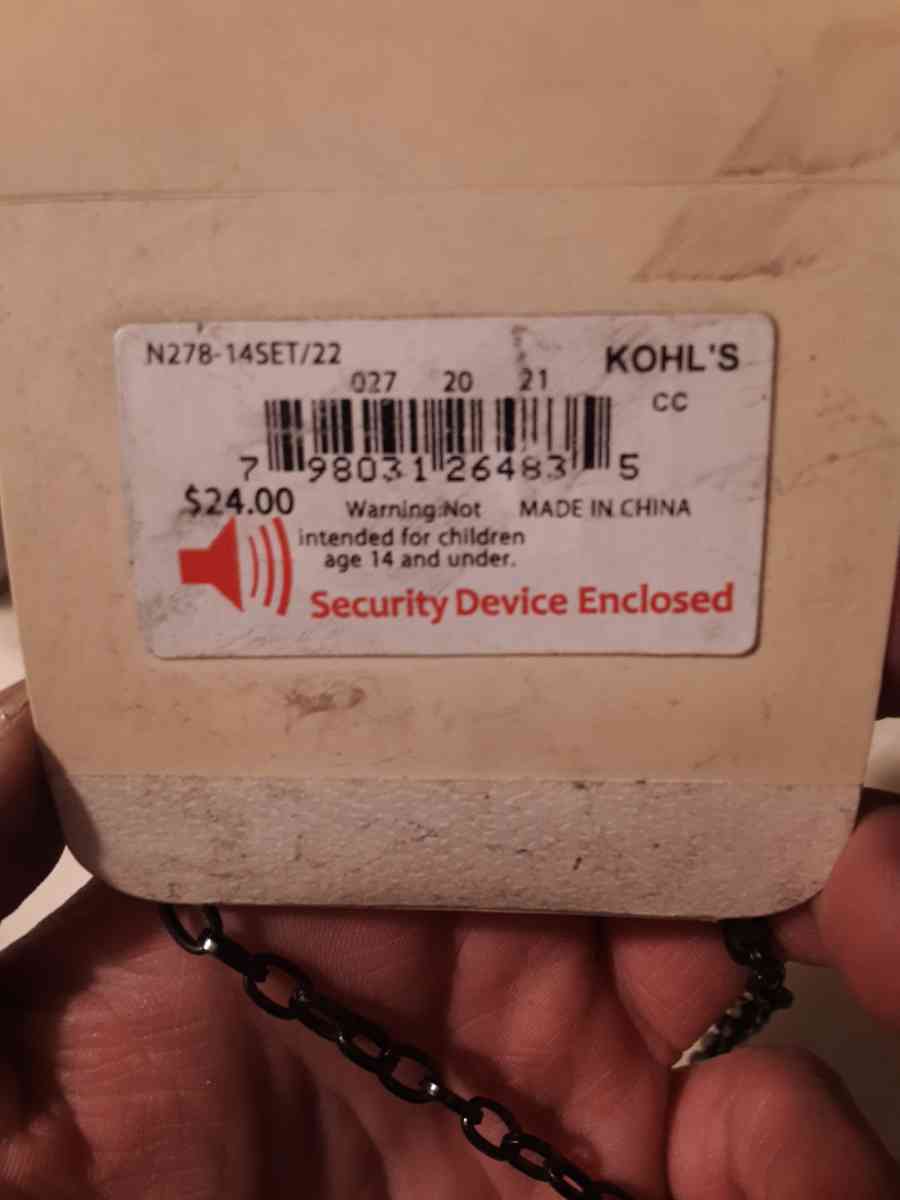 N278-14SET/22
KOHL'S
027 20 21
CC
7 98031 26483 5
$24.00
Warning:Not
MADE IN CHINA
intended for children
age 14 and under.
Security Device Enclosed